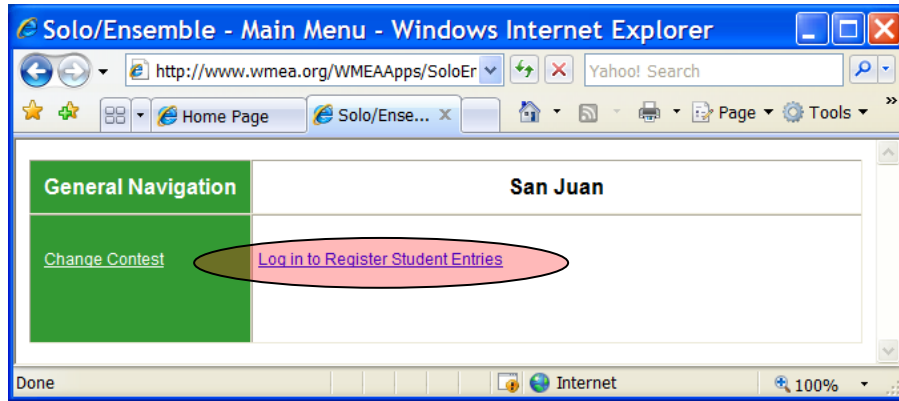 Solo/Ensemble - Main Menu - Windows Internet Explorer
http://www.wmea.org/WMEAApps/SoloEr Yahoo! Search
Home Page Solo/Ense... Page Tools »
General Navigation San Juan
Change Contest Log in to Register Student Entries
Done Internet 100%